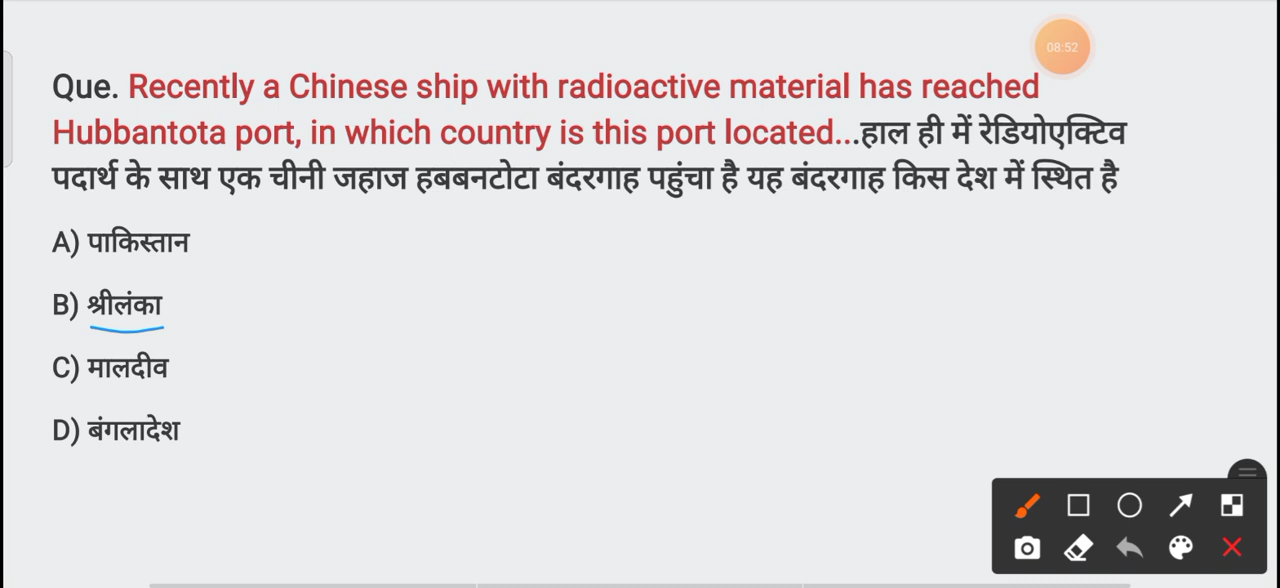 08:52
Que. Recently a Chinese ship with radioactive material has reached
Hubbantota port, in which country is this port located...हाल ही में रेडियोएक्टिव
पदार्थ के साथ एक चीनी जहाज हबबनटोटा बंदरगाह पहुंचा है यह बंदरगाह किस देश में स्थित है
A) पाकिस्तान
B) श्रीलंका
C) मालदीव
D) बंगलादेश